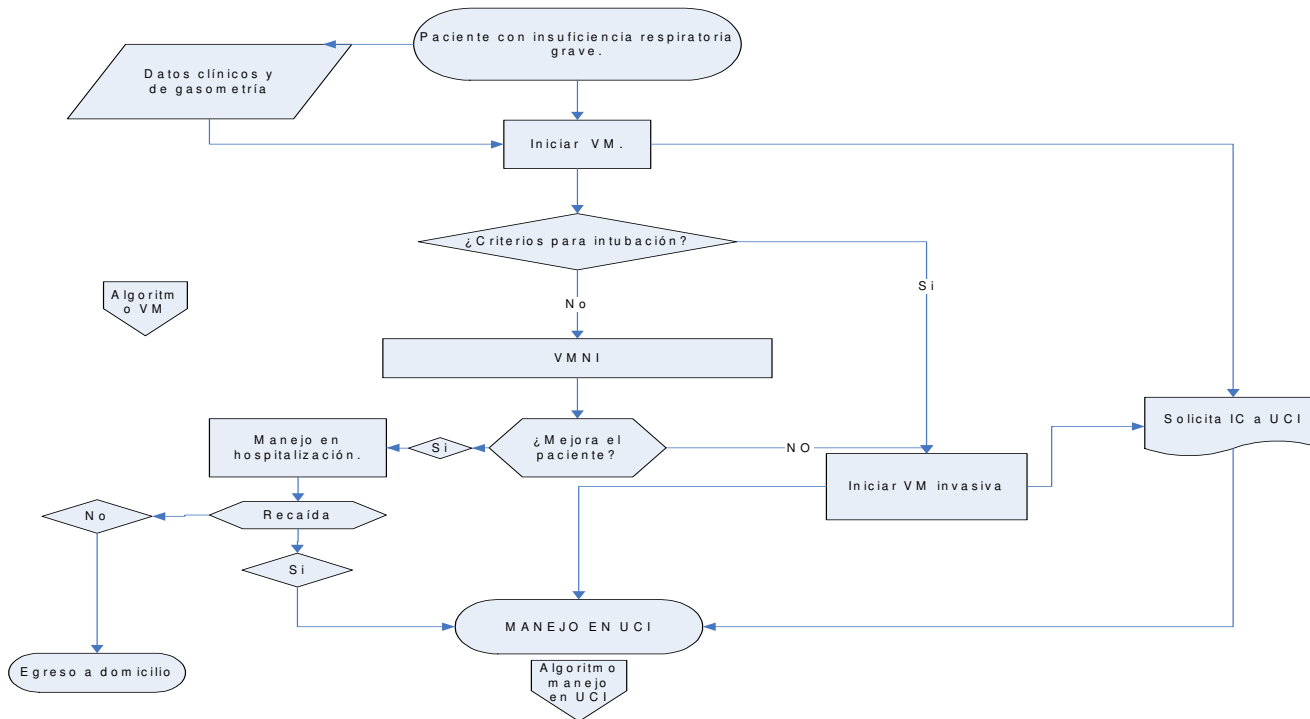 Paciente con insuficiencia respiratoria
grave.
Datos clínicos y
de gasometría
Iniciar VM.
¿Criterios para intubación?
Algoritm
o VM
Si
No
VMNI
Solicita IC a UCI
Manejo en
hospitalización.
Si
¿Mejora el
paciente?
NO
Iniciar VM invasiva
No
Recaída
Si
MANEJO EN UCI
Egreso a domicilio
Algoritmo
manejo
en UCI